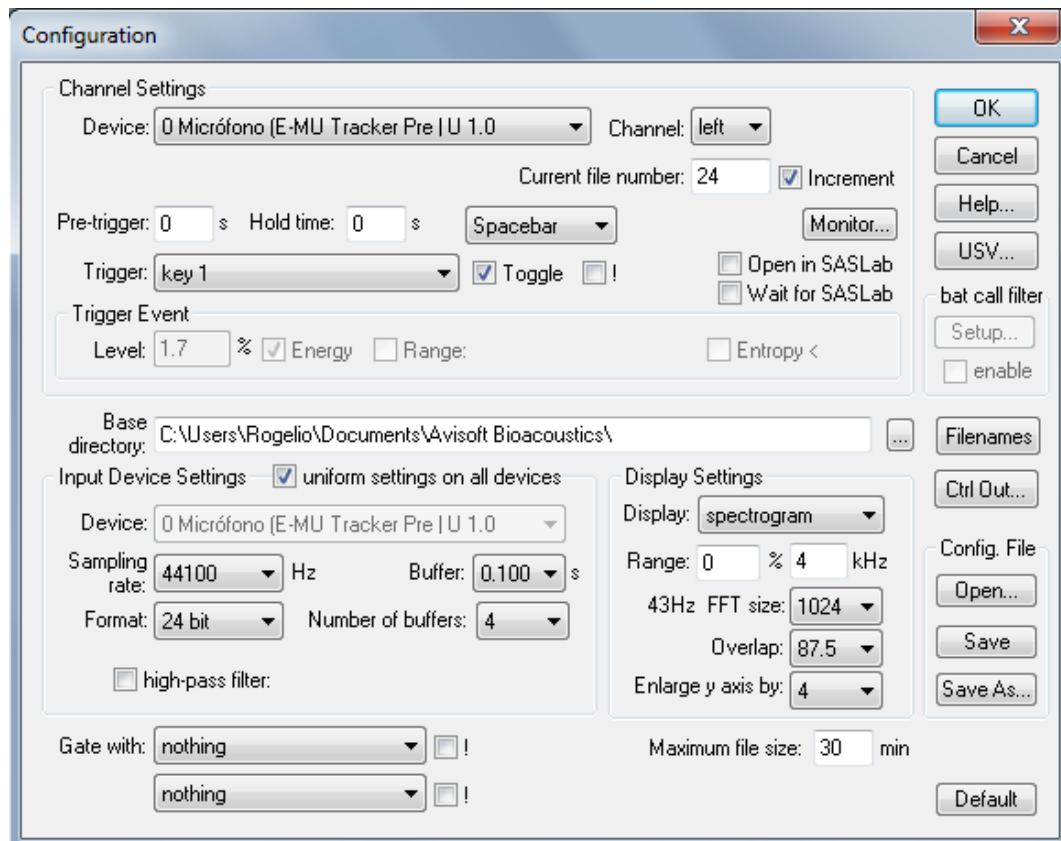 Configuration
Channel Settings
Device: 0 Micrófono (E-MU Tracker Pre | U 1.0 Channel: left
Current file number: 24 Increment
Pre-trigger: 0 s Hold time: 0 s Spacebar Monitor...
Trigger: key 1 Toggle ! Open in SASLab
Wait for SASLab
Trigger Event
Level: 1.7 % Energy Range: Entropy <
OK
Cancel
Help...
USV...
bat call filter
Setup...
enable
Base
directory: C:\Users\Rogelio\Documents\Avisoft Bioacoustics\ ... Filenames
Ctrl Out...
Input Device Settings uniform settings on all devices
Device: 0 Micrófono (E-MU Tracker Pre | U 1.0
Sampling
rate: 44100 Hz Buffer: 0.100 s
Format: 24 bit Number of buffers: 4
high-pass filter:
Display Settings
Display: spectrogram
Range: 0 % 4 kHz
43Hz FFT size: 1024
Overlap: 87.5
Enlarge y axis by: 4
Config. File
Open...
Save
Save As...
Gate with: nothing !
nothing !
Maximum file size: 30 min
Default